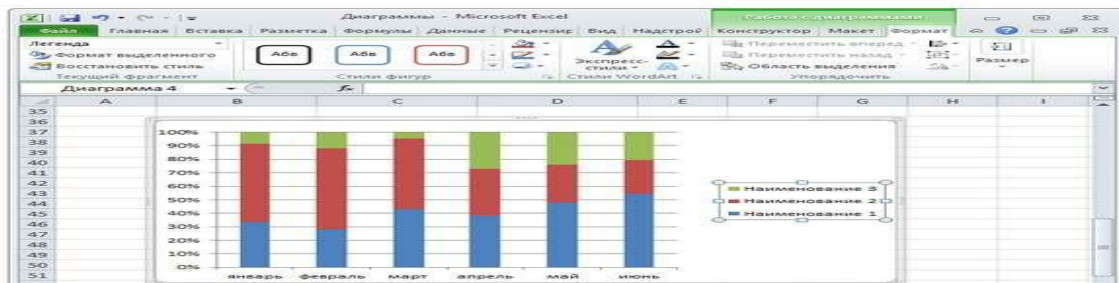 Диаграммы - Microsoft Excel Работа с диаграммами
Файл Главная Вставка Разметка Формулы Данные Рецензир Вид Надстрой Конструктор Макет Формат
Легенда
Формат выделенного
Восстановить стиль
Текущий фрагмент
Абв Абв Абв
Стили фигур
Экспресс-
стили
Стили WordArt
Переместить вперед
Переместить назад
Область выделения
Упорядочить
Размер
Диаграмма 4 fx
A B C D E F G H I
35
36
37
38
39
40
41
42
43
44
45
46
47
48
49
50
51
100%
90%
80%
70%
60%
50%
40%
30%
20%
10%
0%
январь февраль март апрель май июнь
Наименование 3
Наименование 2
Наименование 1